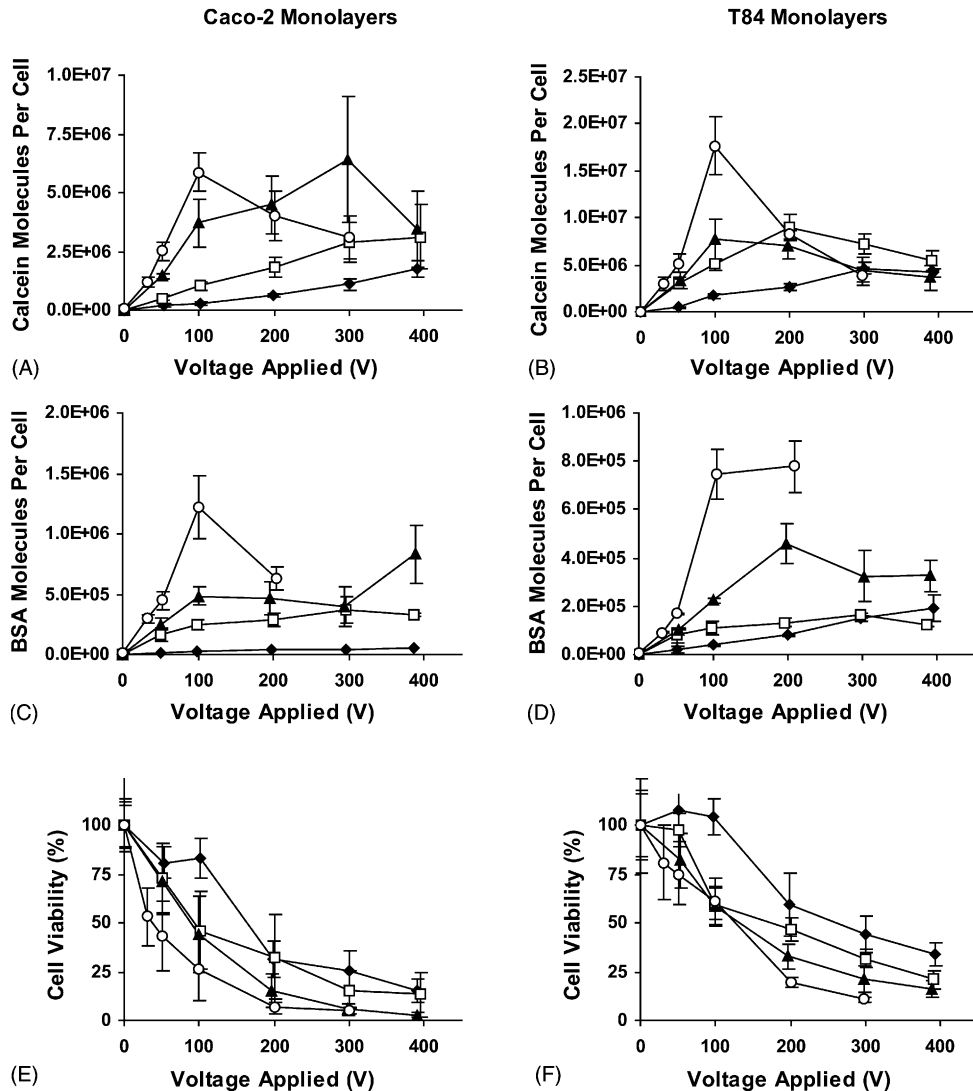 Caco-2 Monolayers
T84 Monolayers
Calcein Molecules Per Cell
1.0E+07
7.5E+06
5.0E+06
2.5E+06
0.0E+00
0 100 200 300 400
Voltage Applied (V)
(A)
Calcein Molecules Per Cell
2.5E+07
2.0E+07
1.5E+07
1.0E+07
5.0E+06
0.0E+00
0 100 200 300 400
Voltage Applied (V)
(B)
BSA Molecules Per Cell
2.0E+06
1.5E+06
1.0E+06
5.0E+05
0.0E+00
0 100 200 300 400
Voltage Applied (V)
(C)
BSA Molecules Per Cell
1.0E+06
8.0E+05
6.0E+05
4.0E+05
2.0E+05
0.0E+00
0 100 200 300 400
Voltage Applied (V)
(D)
Cell Viability (%)
100
75
50
25
0
0 100 200 300 400
Voltage Applied (V)
(E)
Cell Viability (%)
100
75
50
25
0
0 100 200 300 400
Voltage Applied (V)
(F)